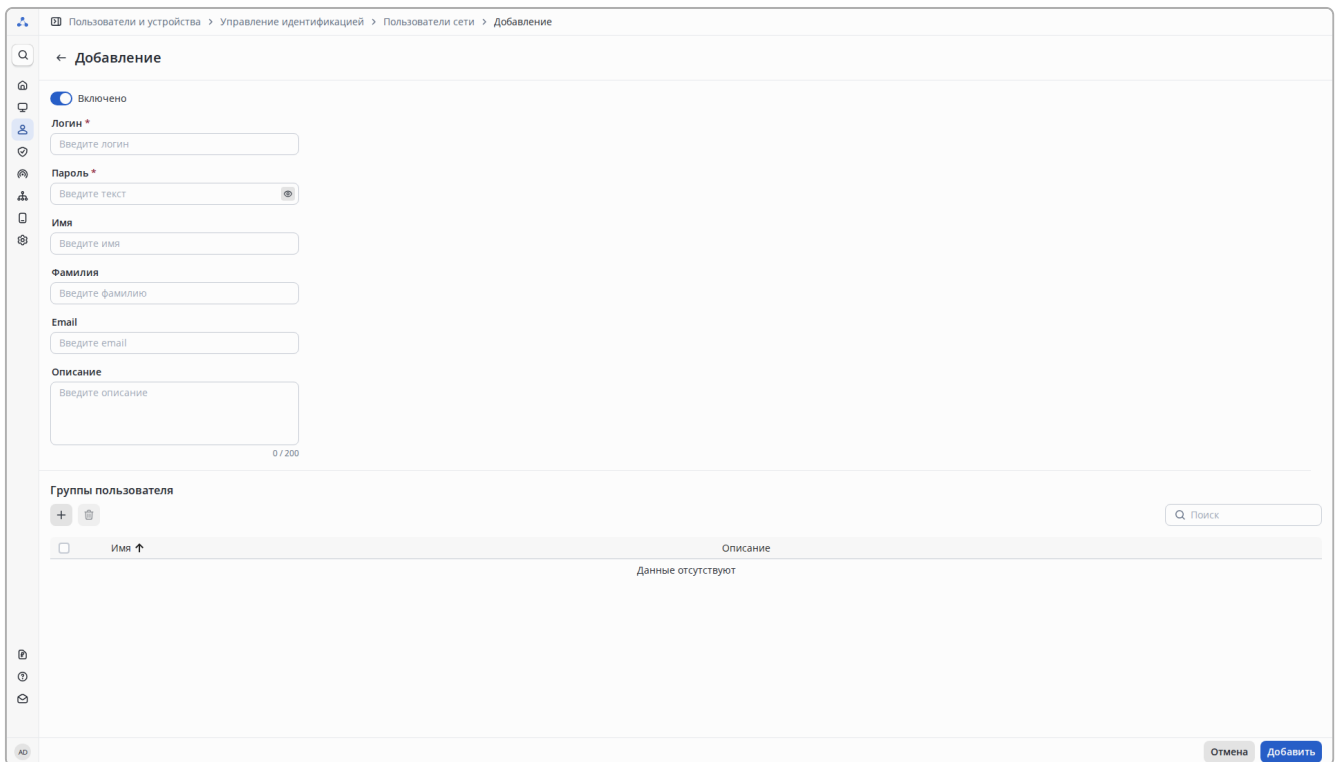 Пользователи и устройства > Управление идентификацией > Пользователи сети > Добавление
Добавление
Включено
Логин *
Введите логин
Пароль *
Введите текст
Имя
Введите имя
Фамилия
Введите фамилию
Email
Введите email
Описание
Введите описание
0 / 200
Группы пользователя
Поиск
Имя Описание
Данные отсутствуют
AD
Отмена Добавить